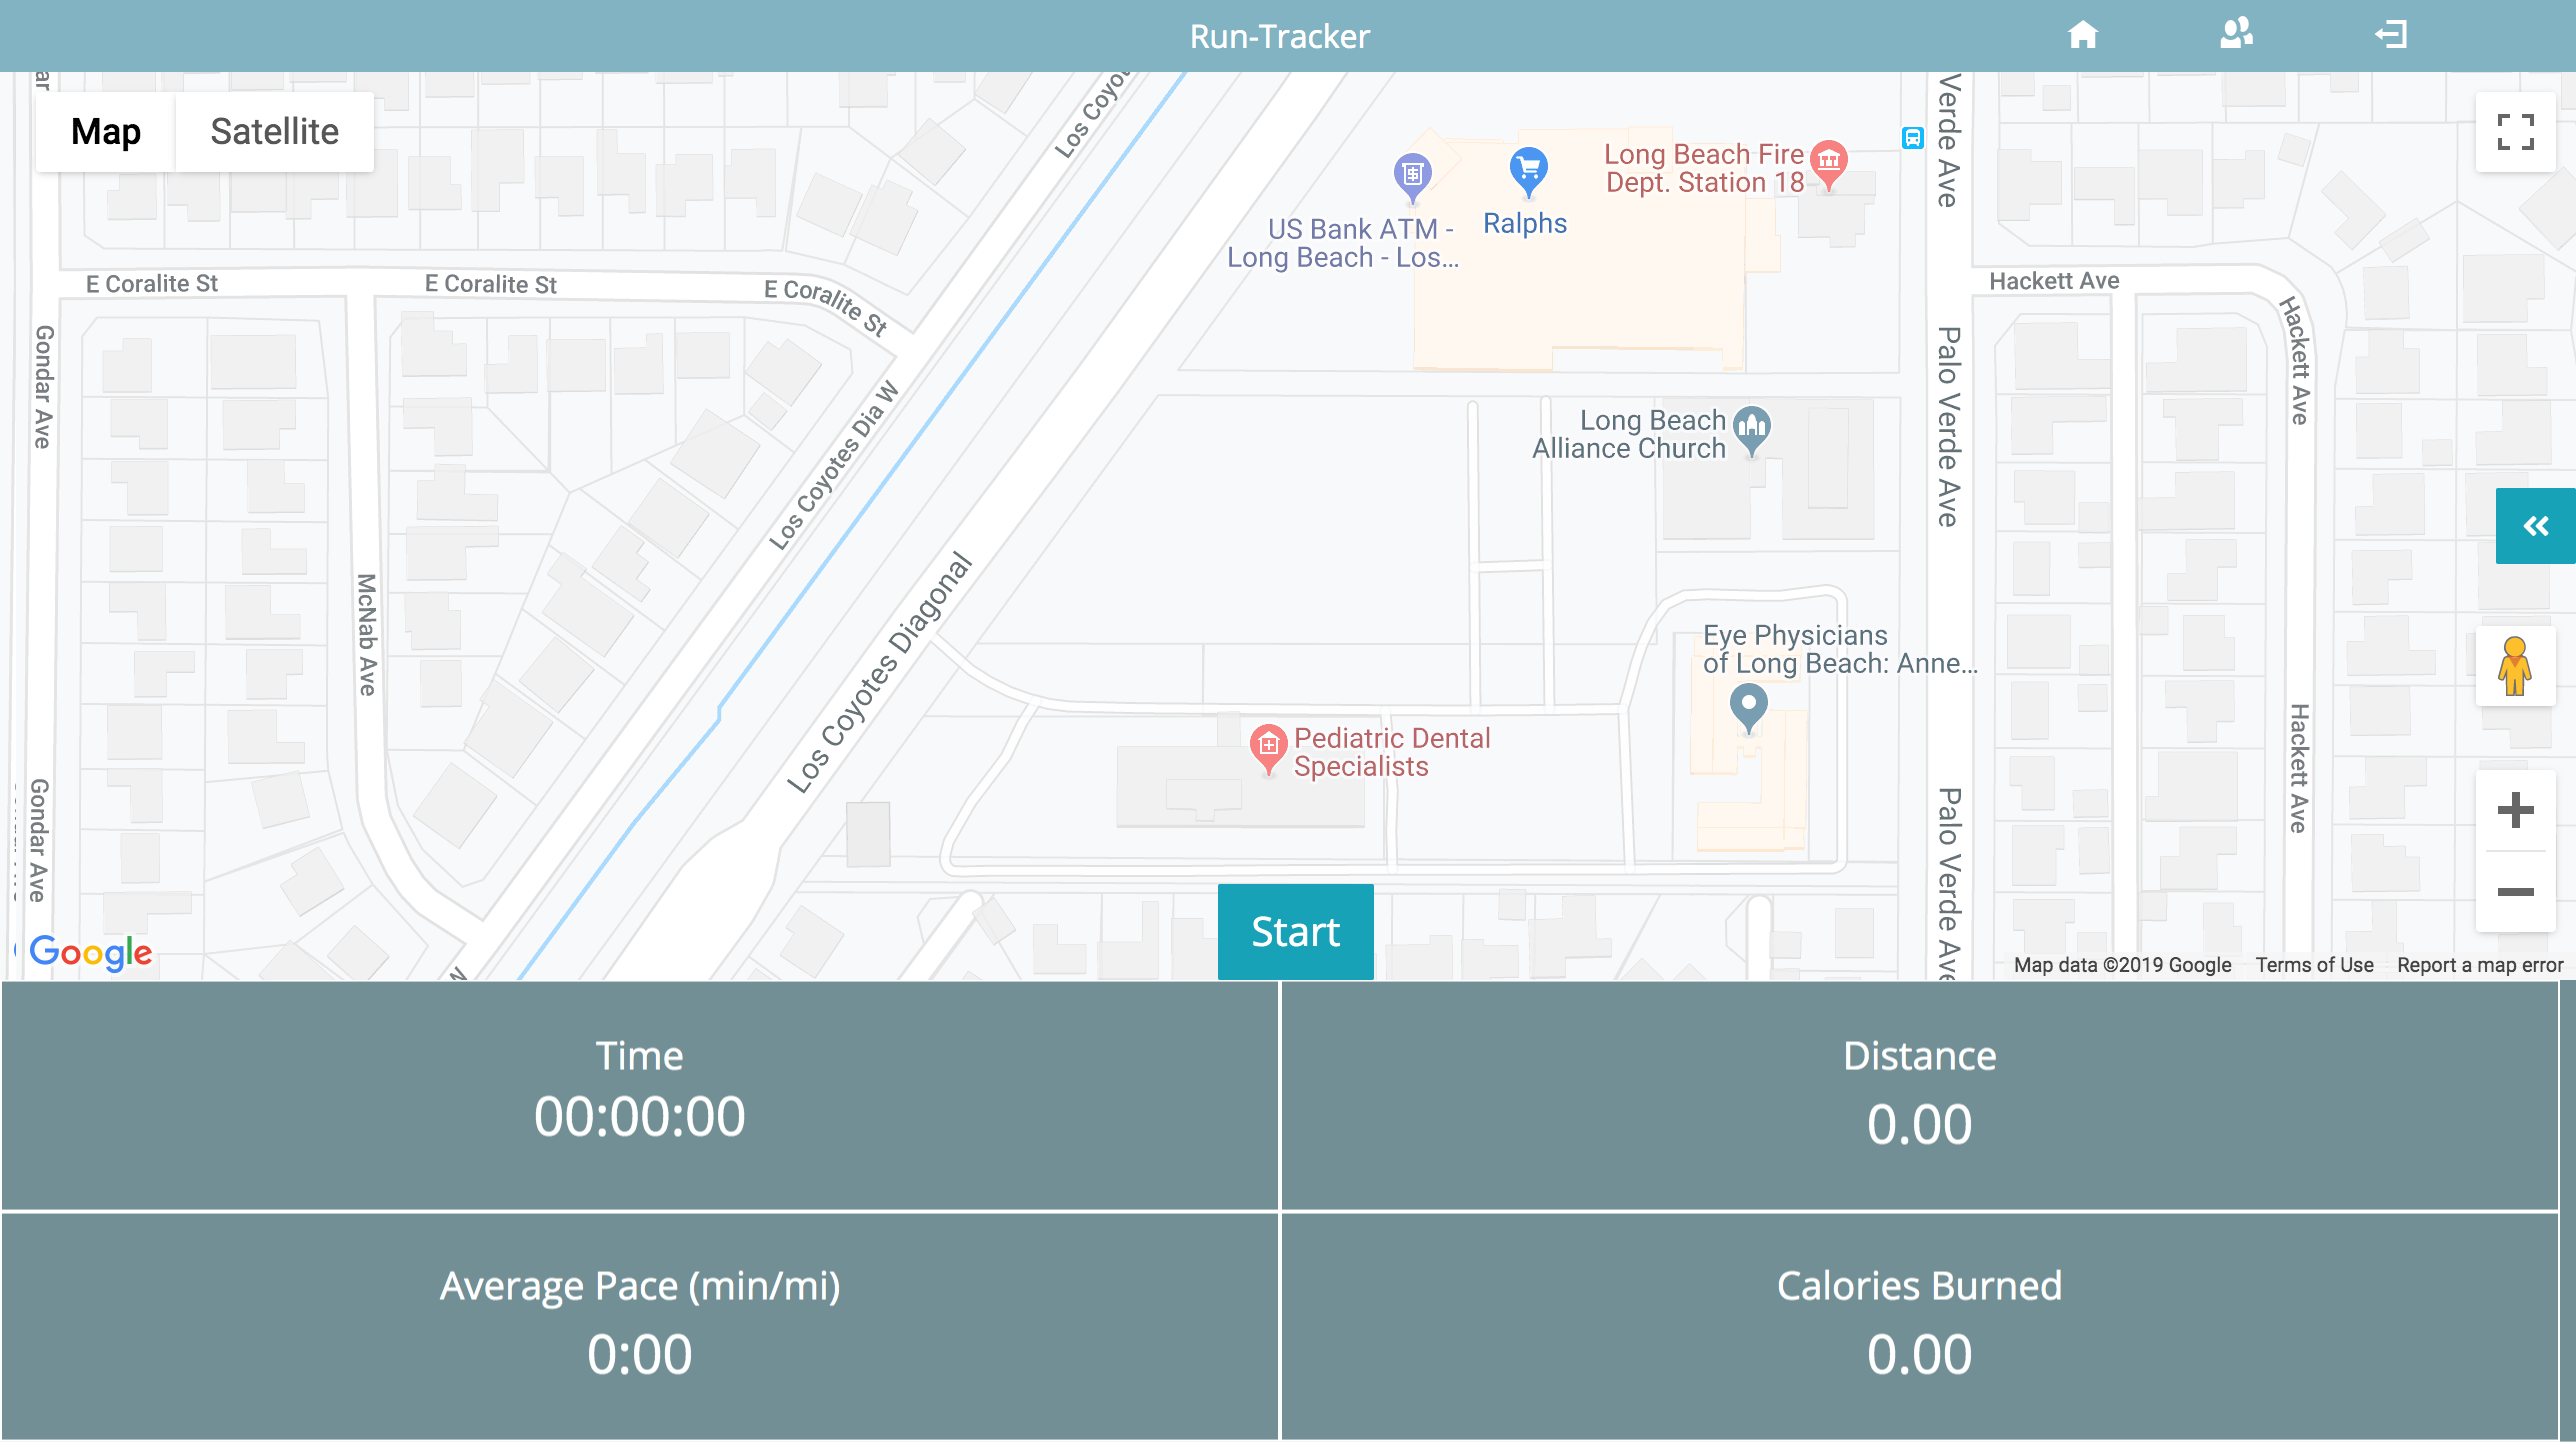 Run-Tracker
ar
Map
Satellite
Los Coyot
Verde Ave
Long Beach Fire
Dept. Station 18
US Bank ATM -
Long Beach - Los...
Ralphs
E Coralite St
E Coralite St
E Coralite St
Hackett Ave
Hackett Ave
Gondar Ave
Palo Verde Ave
Los Coyotes Dia W
Long Beach
Alliance Church
McNab Ave
Los Coyotes Diagonal
Eye Physicians
of Long Beach: Anne...
Pediatric Dental
Specialists
Hackett Ave
Gondar Ave
Palo Verde Ave
Start
Google
W
Map data ©2019 Google
Terms of Use
Report a map error
Time
00:00:00
Distance
0.00
Average Pace (min/mi)
0:00
Calories Burned
0.00